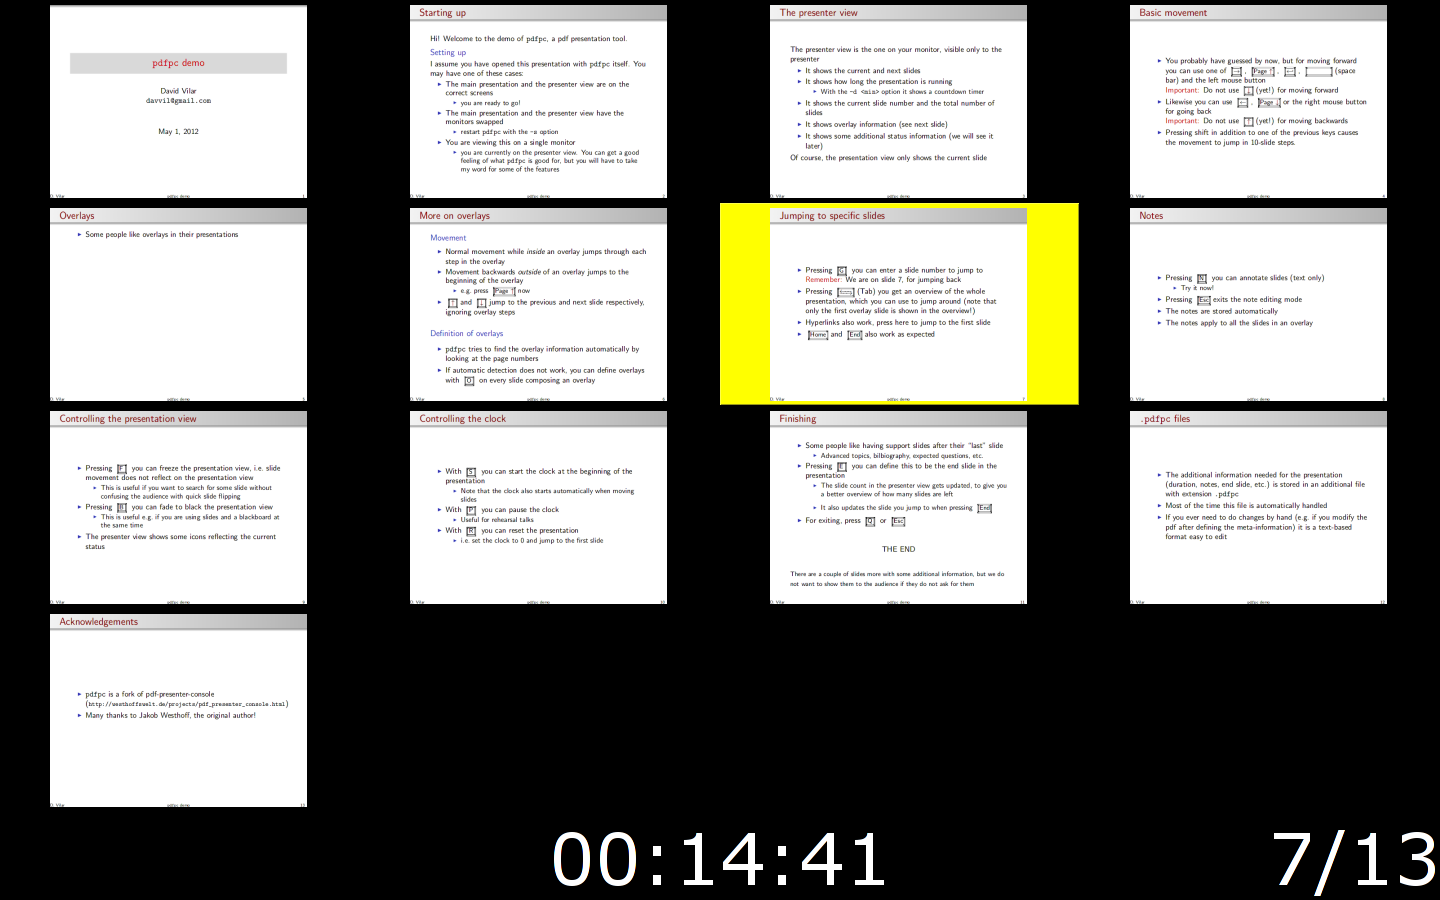 pdfpc demo
David Vilar
davvil@gmail.com
May 1, 2012
D. Vilar pdfpc demo 1
Starting up
Hi! Welcome to the demo of pdfpc, a pdf presentation tool.
Setting up
I assume you have opened this presentation with pdfpc itself. You
may have one of these cases:
▸ The main presentation and the presenter view are on the
correct screens
▸ you are ready to go!
▸ The main presentation and the presenter view have the
monitors swapped
▸ restart pdfpc with the -s option
▸ You are viewing this on a single monitor
▸ you are currently on the presenter view. You can get a good
feeling of what pdfpc is good for, but you will have to take
my word for some of the features
D. Vilar pdfpc demo 2
The presenter view
The presenter view is the one on your monitor, visible only to the
presenter
▸ It shows the current and next slides
▸ It shows how long the presentation is running
▸ With the -d <min> option it shows a countdown timer
▸ It shows the current slide number and the total number of
slides
▸ It shows overlay information (see next slide)
▸ It shows some additional status information (we will see it
later)
Of course, the presentation view only shows the current slide
D. Vilar pdfpc demo 3
Basic movement
▸ You probably have guessed by now, but for moving forward
you can use one of → , Page ↑ , ↩ , (space
bar) and the left mouse button
Important: Do not use ↓ (yet!) for moving forward
▸ Likewise you can use ← , Page ↓ or the right mouse button
for going back
Important: Do not use ↑ (yet!) for moving backwards
▸ Pressing shift in addition to one of the previous keys causes
the movement to jump in 10-slide steps.
D. Vilar pdfpc demo 4
Overlays
▸ Some people like overlays in their presentations
D. Vilar pdfpc demo 5
More on overlays
Movement
▸ Normal movement while inside an overlay jumps through each
step in the overlay
▸ Movement backwards outside of an overlay jumps to the
beginning of the overlay
▸ e.g. press Page ↑ now
▸ ↑ and ↓ jump to the previous and next slide respectively,
ignoring overlay steps
Definition of overlays
▸ pdfpc tries to find the overlay information automatically by
looking at the page numbers
▸ If automatic detection does not work, you can define overlays
with O on every slide composing an overlay
D. Vilar pdfpc demo 6
Jumping to specific slides
▸ Pressing G you can enter a slide number to jump to
Remember: We are on slide 7, for jumping
▸ Pressing (Tab) you get an overview of the whole
presentation, which you can use to jump around (note that
only the first overlay slide is shown in the overview!)
▸ Hyperlinks also work, press here to jump to the first slide
▸ Home and End also work as expected
D. Vilar pdfpc demo 7
Notes
▸ Pressing N you can annotate slides (text only)
▸ Try it now!
▸ Pressing Esc exits the note editing mode
▸ The notes are stored automatically
▸ The notes apply to all the slides in an overlay
D. Vilar pdfpc demo 8
Controlling the presentation view
▸ Pressing F you can freeze the presentation view, i.e. slide
movement does not reflect on the presentation view
▸ This is useful if you want to search for some slide without
confusing the audience with quick slide flipping
▸ Pressing B you can fade to black the presentation view
▸ This is useful e.g. if you are using slides and a blackboard at
the same time
▸ The presenter view shows some icons reflecting the current
status
D. Vilar pdfpc demo 9
Controlling the clock
▸ With S you can start the clock at the beginning of the
presentation
▸ Note that the clock also starts automatically when moving
slides
▸ With P you can pause the clock
▸ Useful for rehearsal talks
▸ With R you can reset the presentation
▸ i.e. set the clock to 0 and jump to the first slide
D. Vilar pdfpc demo 10
Finishing
▸ Some people like having support slides after their "last" slide
▸ Advanced topics, bilbiography, expected questions, etc.
▸ Pressing E you can define this to be the end slide in the
presentation
▸ The slide count in the presenter view gets updated, to give you
a better overview of how many slides are left
▸ It also updates the slide you jump to when pressing End
▸ For exiting, press Q or Esc
THE END
There are a couple of slides more with some additional information, but we do
not want to show them to the audience if they do not ask for them
D. Vilar pdfpc demo 11
.pdfpc files
▸ The additional information needed for the presentation
(duration, notes, end slide, etc.) is stored in an additional file
with extension .pdfpc
▸ Most of the time this file is automatically handled
▸ If you ever need to do changes by hand (e.g. if you modify the
pdf after defining the meta-information) it is a text-based
format easy to edit
D. Vilar pdfpc demo 12
Acknowledgements
▸ pdfpc is a fork of pdf-presenter-console
(http://westhoffswelt.de/projects/pdf_presenter_console.html)
▸ Many thanks to Jakob Westhoff, the original author!
D. Vilar pdfpc demo 13
00:14:41
7/13